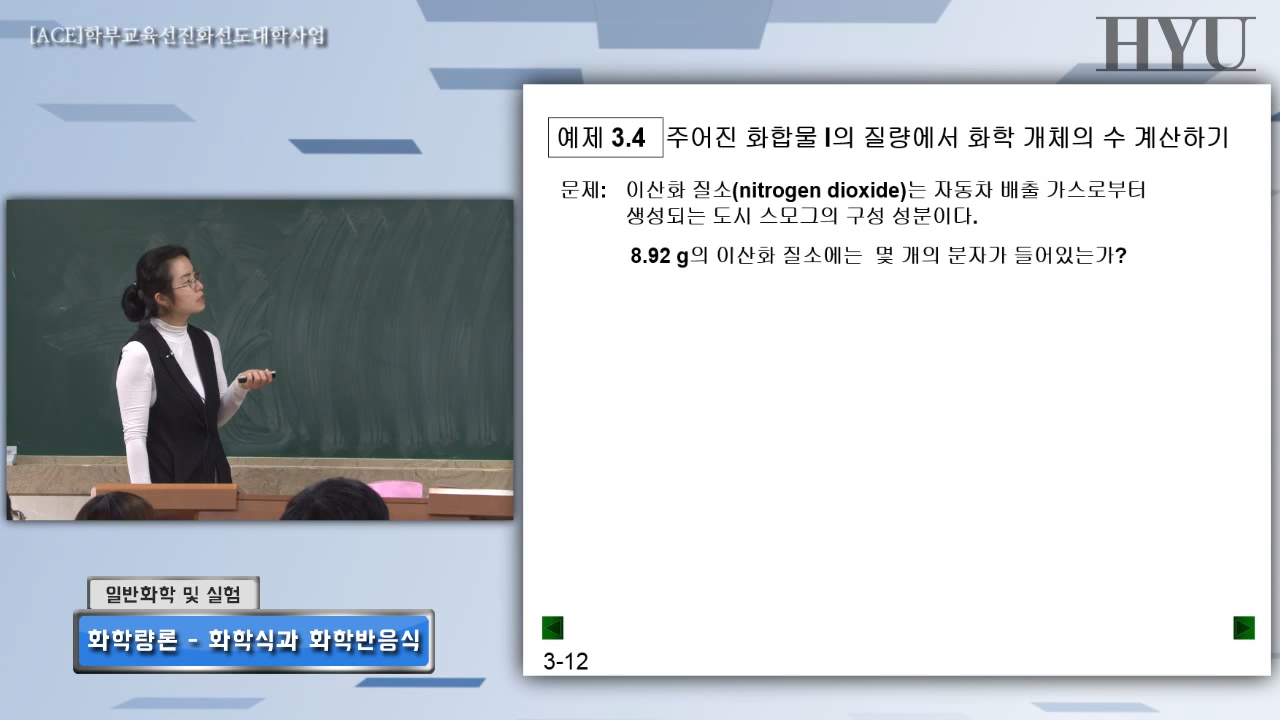 [ACE]학부교육선진화선도대학사업
HYU
예제 3.4 주어진 화합물 I의 질량에서 화학 개체의 수 계산하기
문제: 이산화 질소(nitrogen dioxide)는 자동차 배출 가스로부터
생성되는 도시 스모그의 구성 성분이다.
8.92 g의 이산화 질소에는 몇 개의 분자가 들어있는가?
일반화학 및 실험
화학량론 - 화학식과 화학반응식
3-12